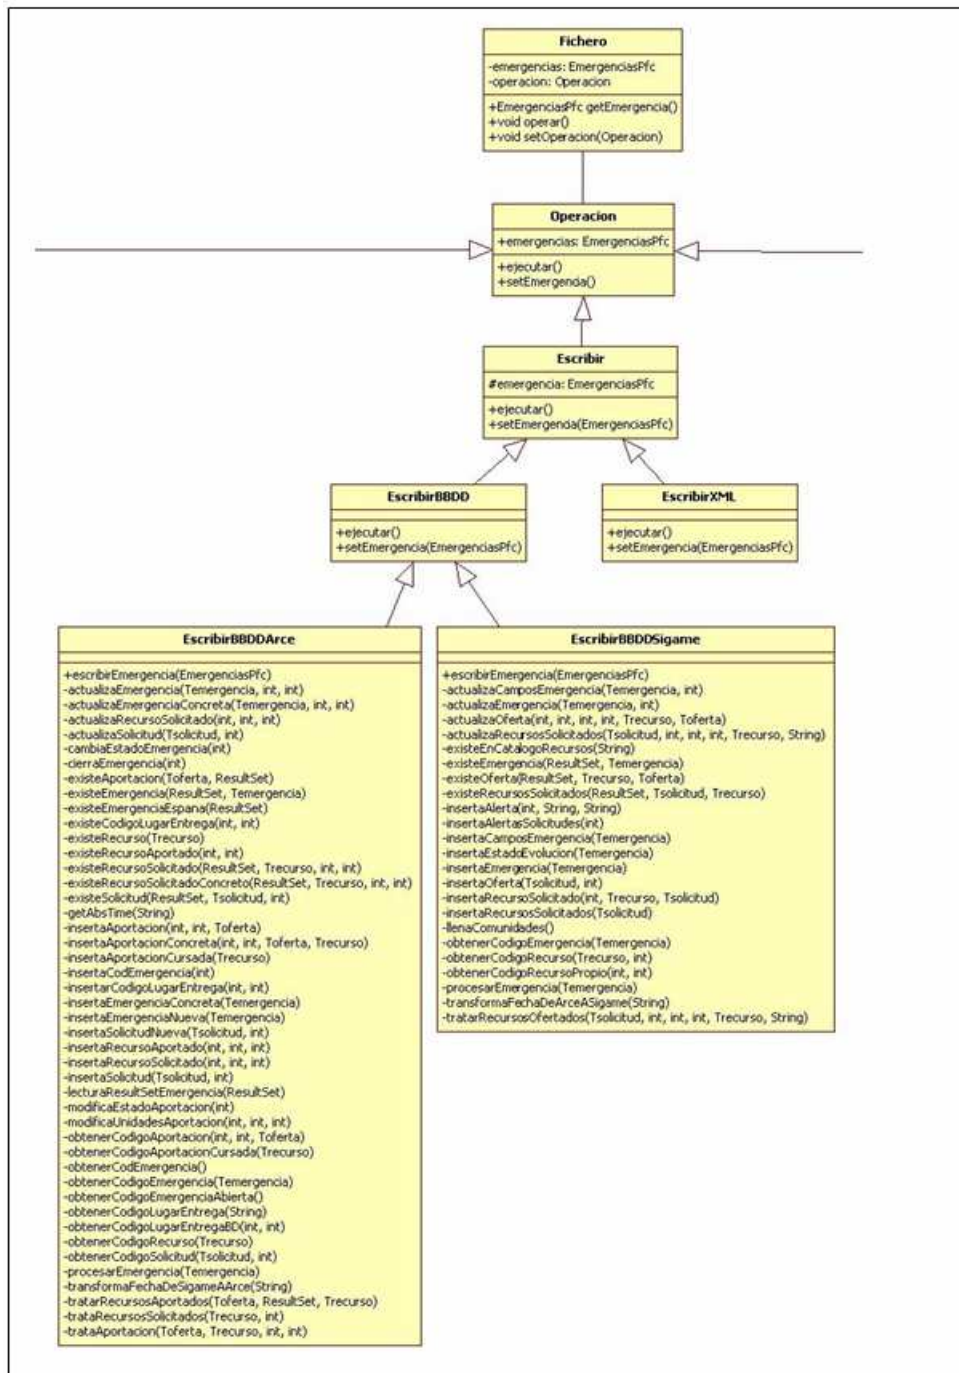 Fichero
-emergencias: EmergenciasPfc
-operacion: Operacion
+EmergenciasPfc getEmergencia()
+void operar()
+void setOperacion(Operacion)
Operacion
+emergencias: EmergenciasPfc
+ejecutar()
+setEmergencia()
Escribir
#emergencia: EmergenciasPfc
+ejecutar()
+setEmergencia(EmergenciasPfc)
EscribirBBDD
+ejecutar()
+setEmergencia(EmergenciasPfc)
EscribirXML
+ejecutar()
+setEmergencia(EmergenciasPfc)
EscribirBBDDArce
+escribirEmergencia(EmergenciasPfc)
-actualizaEmergencia(Temergencia, int, int)
-actualizaEmergenciaConcreta(Temergencia, int, int)
-actualizaRecursoSolicitado(int, int, int)
-actualizaSolicitud(Tsolicitud, int)
-cambiaEstadoEmergencia(int)
-cierraEmergencia(int)
-existeAportacion(Toferta, ResultSet)
-existeEmergencia(ResultSet, Temergencia)
-existeEmergenciaEspana(ResultSet)
-existeCodigoLugarEntrega(int, int)
-existeRecurso(Trecurso)
-existeRecursoAportado(int, int)
-existeRecursoSolicitado(ResultSet, Trecurso, int, int)
-existeRecursoSolicitadoConcreto(ResultSet, Trecurso, int, int)
-existeSolicitud(ResultSet, Tsolicitud, int)
-getAbsTime(String)
-insertaAportacion(int, int, Toferta)
-insertaAportacionConcreta(int, int, Toferta, Trecurso)
-insertaAportacionCursada(Trecurso)
-insertaCodEmergencia(int)
-insertarCodigoLugarEntrega(int, int)
-insertaEmergenciaConcreta(Temergencia)
-insertaEmergenciaNueva(Temergencia)
-insertaSolicitudNueva(Tsolicitud, int)
-insertaRecursoAportado(int, int, int)
-insertaRecursoSolicitado(int, int, int)
-insertaSolicitud(Tsolicitud, int)
-lecturaResultSetEmergencia(ResultSet)
-modificaEstadoAportacion(int)
-modificaUnidadesAportacion(int, int, int)
-obtenerCodigoAportacion(int, int, Toferta)
-obtenerCodigoAportacionCursada(Trecurso)
-obtenerCodEmergencia()
-obtenerCodigoEmergencia(Temergencia)
-obtenerCodigoEmergenciaAbierta()
-obtenerCodigoLugarEntrega(String)
-obtenerCodigoLugarEntregaBD(int, int)
-obtenerCodigoRecurso(Trecurso)
-obtenerCodigoSolicitud(Tsolicitud, int)
-procesarEmergencia(Temergencia)
-transformaFechaDeSigameAArce(String)
-tratarRecursosAportados(Toferta, ResultSet, Trecurso)
-trataRecursosSolicitados(Trecurso, int)
-trataAportacion(Toferta, Trecurso, int, int)
EscribirBBDDSigame
+escribirEmergencia(EmergenciasPfc)
-actualizaCamposEmergencia(Temergencia, int)
-actualizaEmergencia(Temergencia, int)
-actualizaOferta(int, int, int, int, Trecurso, Toferta)
-actualizaRecursosSolicitados(Tsolicitud, int, int, int, Trecurso, String)
-existeEnCatalogoRecursos(String)
-existeEmergencia(ResultSet, Temergencia)
-existeOferta(ResultSet, Trecurso, Toferta)
-existeRecursosSolicitados(ResultSet, Tsolicitud, Trecurso)
-insertaAlerta(int, String, String)
-insertaAlertasSolicitudes(int)
-insertaCamposEmergencia(Temergencia)
-insertaEstadoEvolucion(Temergencia)
-insertaEmergencia(Temergencia)
-insertaOferta(Tsolicitud, int)
-insertaRecursoSolicitado(int, Trecurso, Tsolicitud)
-insertaRecursosSolicitados(Tsolicitud)
-llenaComunidades()
-obtenerCodigoEmergencia(Temergencia)
-obtenerCodigoRecurso(Trecurso, int)
-obtenerCodigoRecursoPropio(int, int)
-procesarEmergencia(Temergencia)
-transformaFechaDeArceASigame(String)
-tratarRecursosOfertados(Tsolicitud, int, int, int, Trecurso, String)